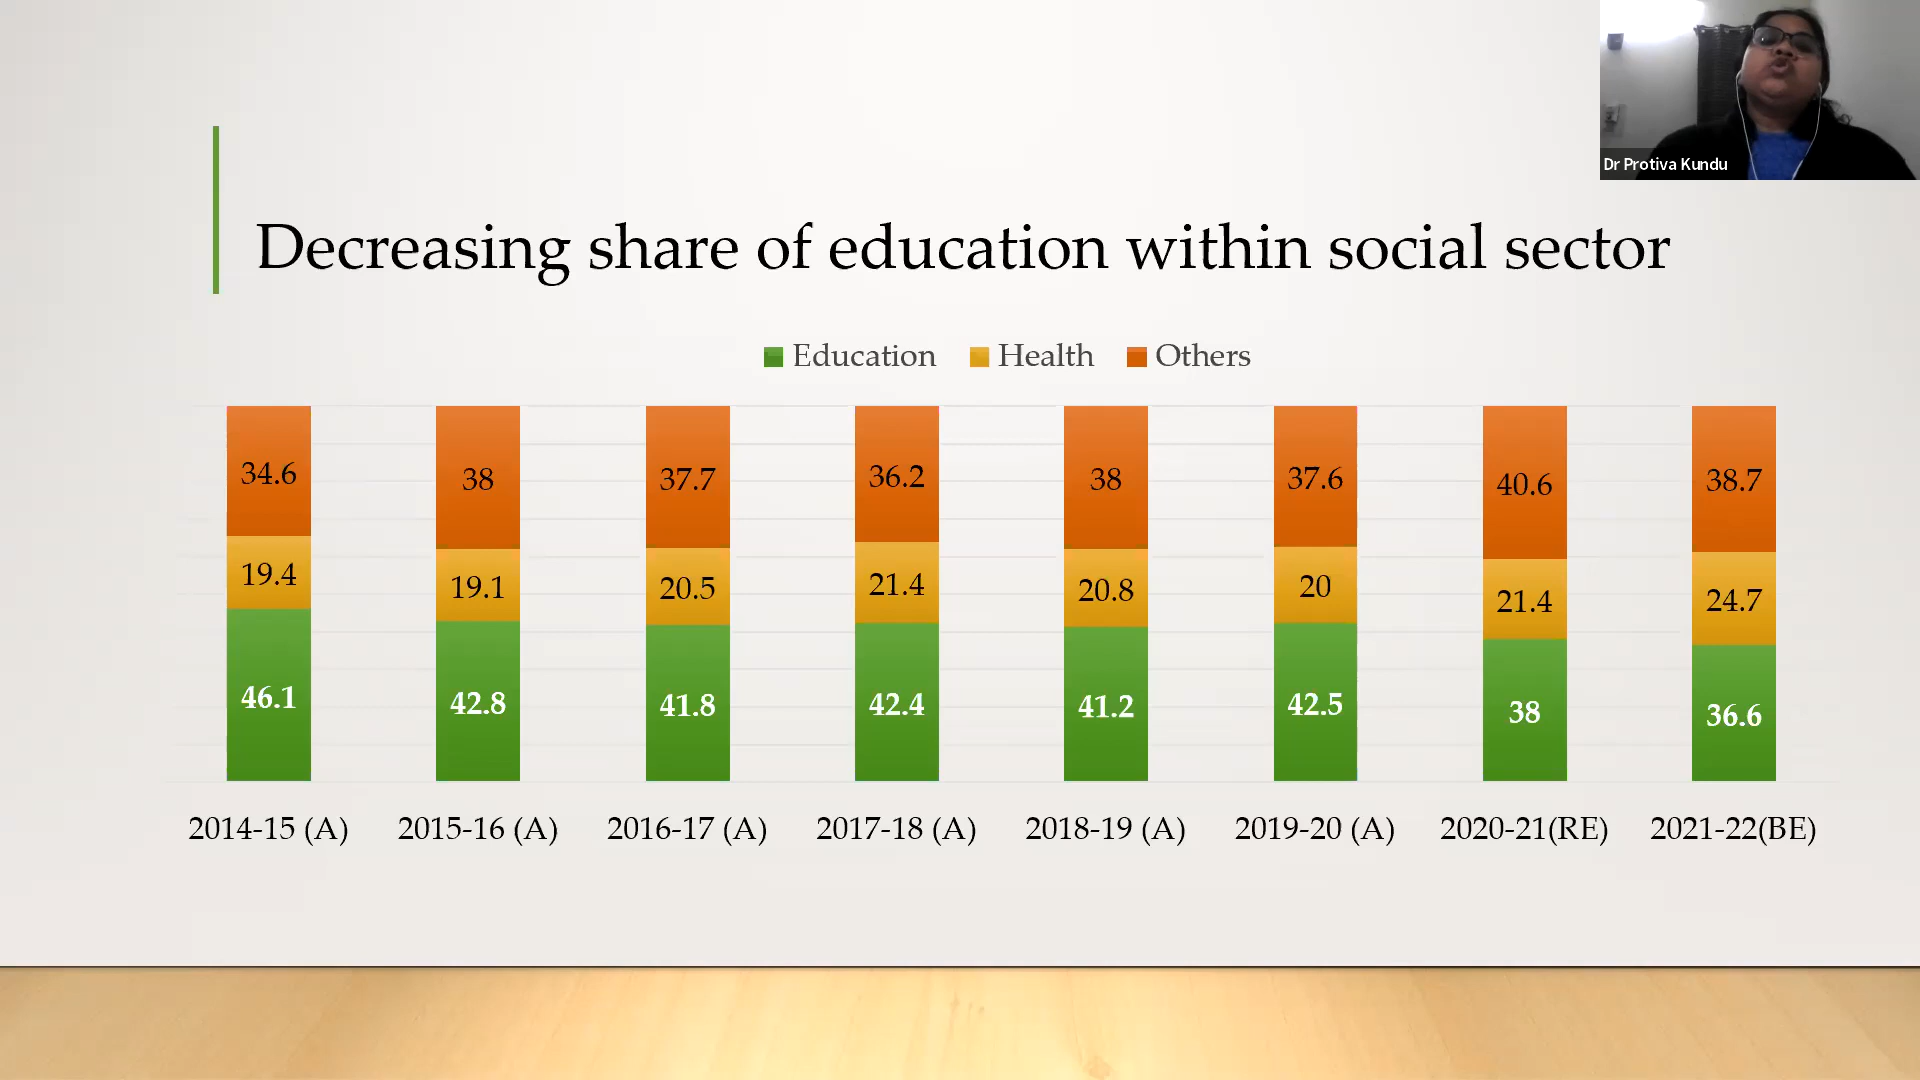 Dr Protiva Kundu
Decreasing share of education within social sector
Education Health Others
34.6 38 37.7 36.2 38 37.6 40.6 38.7
19.4 19.1 20.5 21.4 20.8 20 21.4 24.7
46.1 42.8 41.8 42.4 41.2 42.5 38 36.6
2014-15 (A) 2015-16 (A) 2016-17 (A) 2017-18 (A) 2018-19 (A) 2019-20 (A) 2020-21(RE) 2021-22(BE)